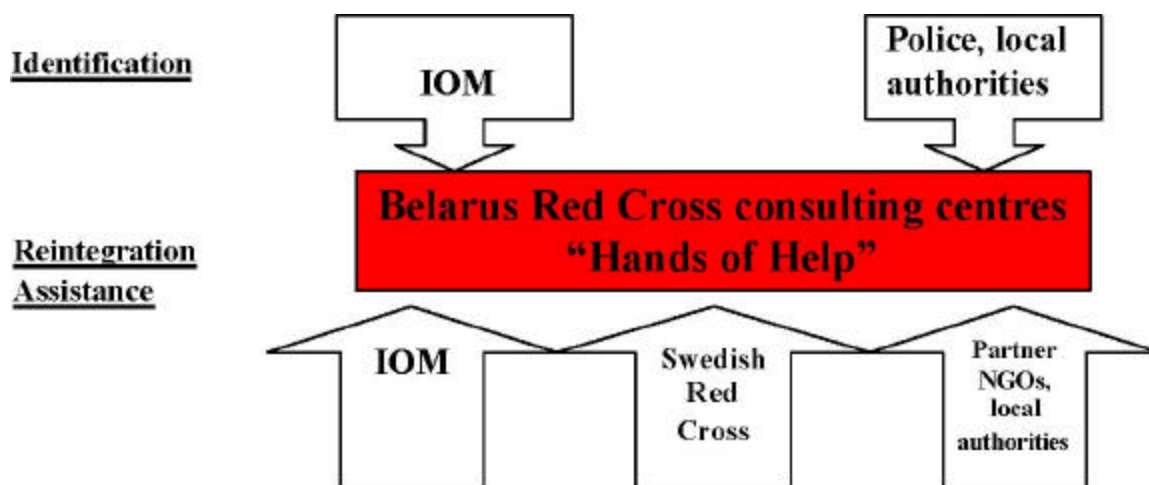 Identification
IOM
Police, local
authorities
Belarus Red Cross consulting centres
“Hands of Help”
Reintegration
Assistance
IOM
Swedish
Red
Cross
Partner
NGOs,
local
authorities